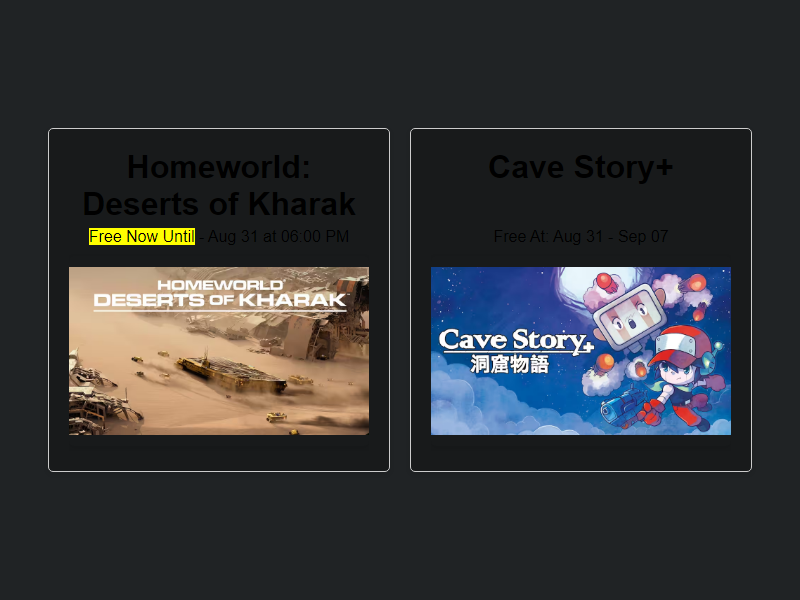 Homeworld:
Deserts of Kharak
Free Now Until - Aug 31 at 06:00 PM
HOMEWORLD
DESERTS OF KHARAK
Cave Story+
Free At: Aug 31 - Sep 07
Cave Story+
洞窟物語